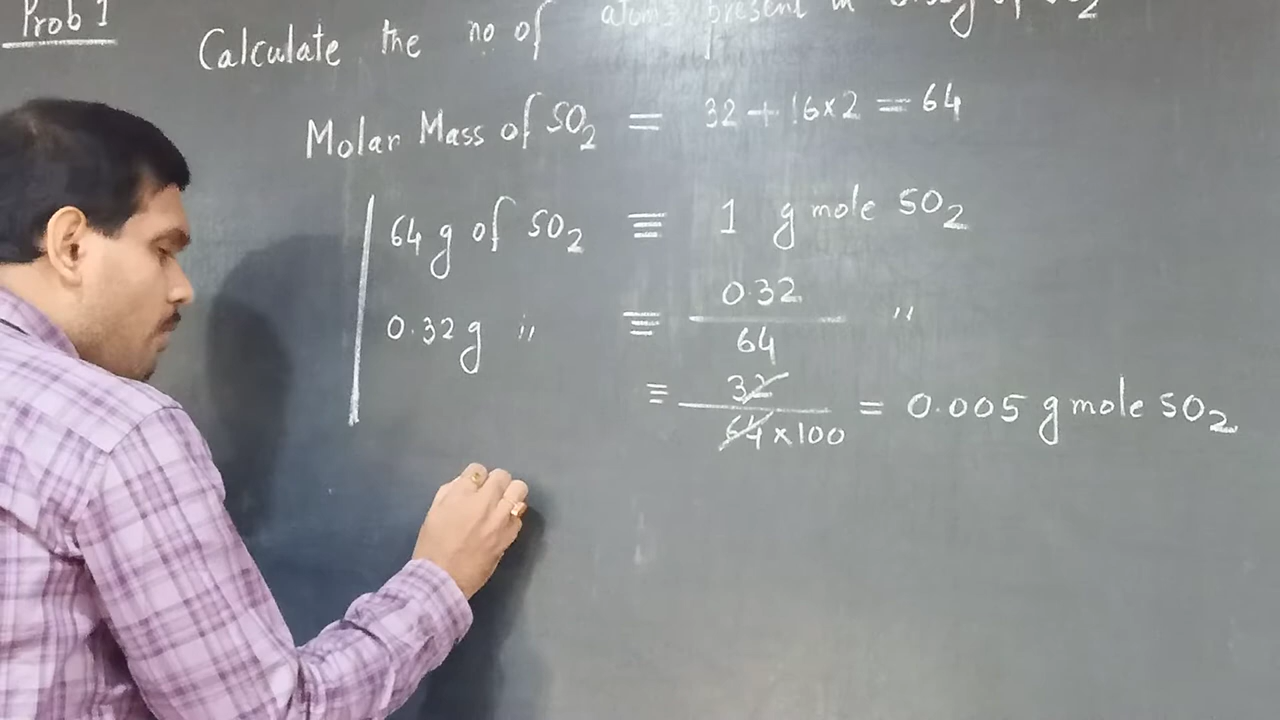 Prob 1
Calculate the no of atoms present in 0.32g of SO₂
Molar Mass of SO₂ = 32 + 16×2 = 64
64 g of SO₂ ≡ 1 g mole SO₂
0.32 g " ≡ 0.32/64 "
≡ 32/64×100 = 0.005 g mole SO₂